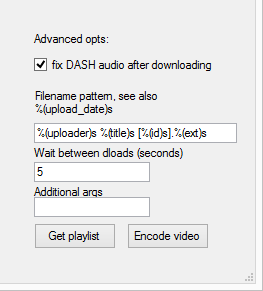 Advanced opts:
fix DASH audio after downloading
Filename pattern, see also
%(upload_date)s
%(uploader)s %(title)s [%(id)s].%(ext)s
Wait between dloads (seconds)
5
Additional args
Get playlist
Encode video